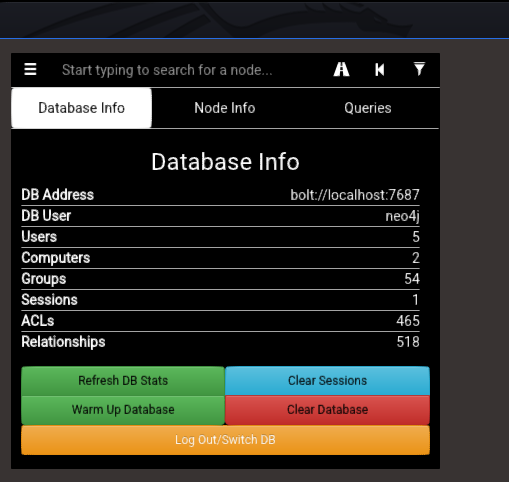 Start typing to search for a node...
Database Info Node Info Queries
Database Info
DB Address bolt://localhost:7687
DB User neo4j
Users 5
Computers 2
Groups 54
Sessions 1
ACLs 465
Relationships 518
Refresh DB Stats Clear Sessions
Warm Up Database Clear Database
Log Out/Switch DB